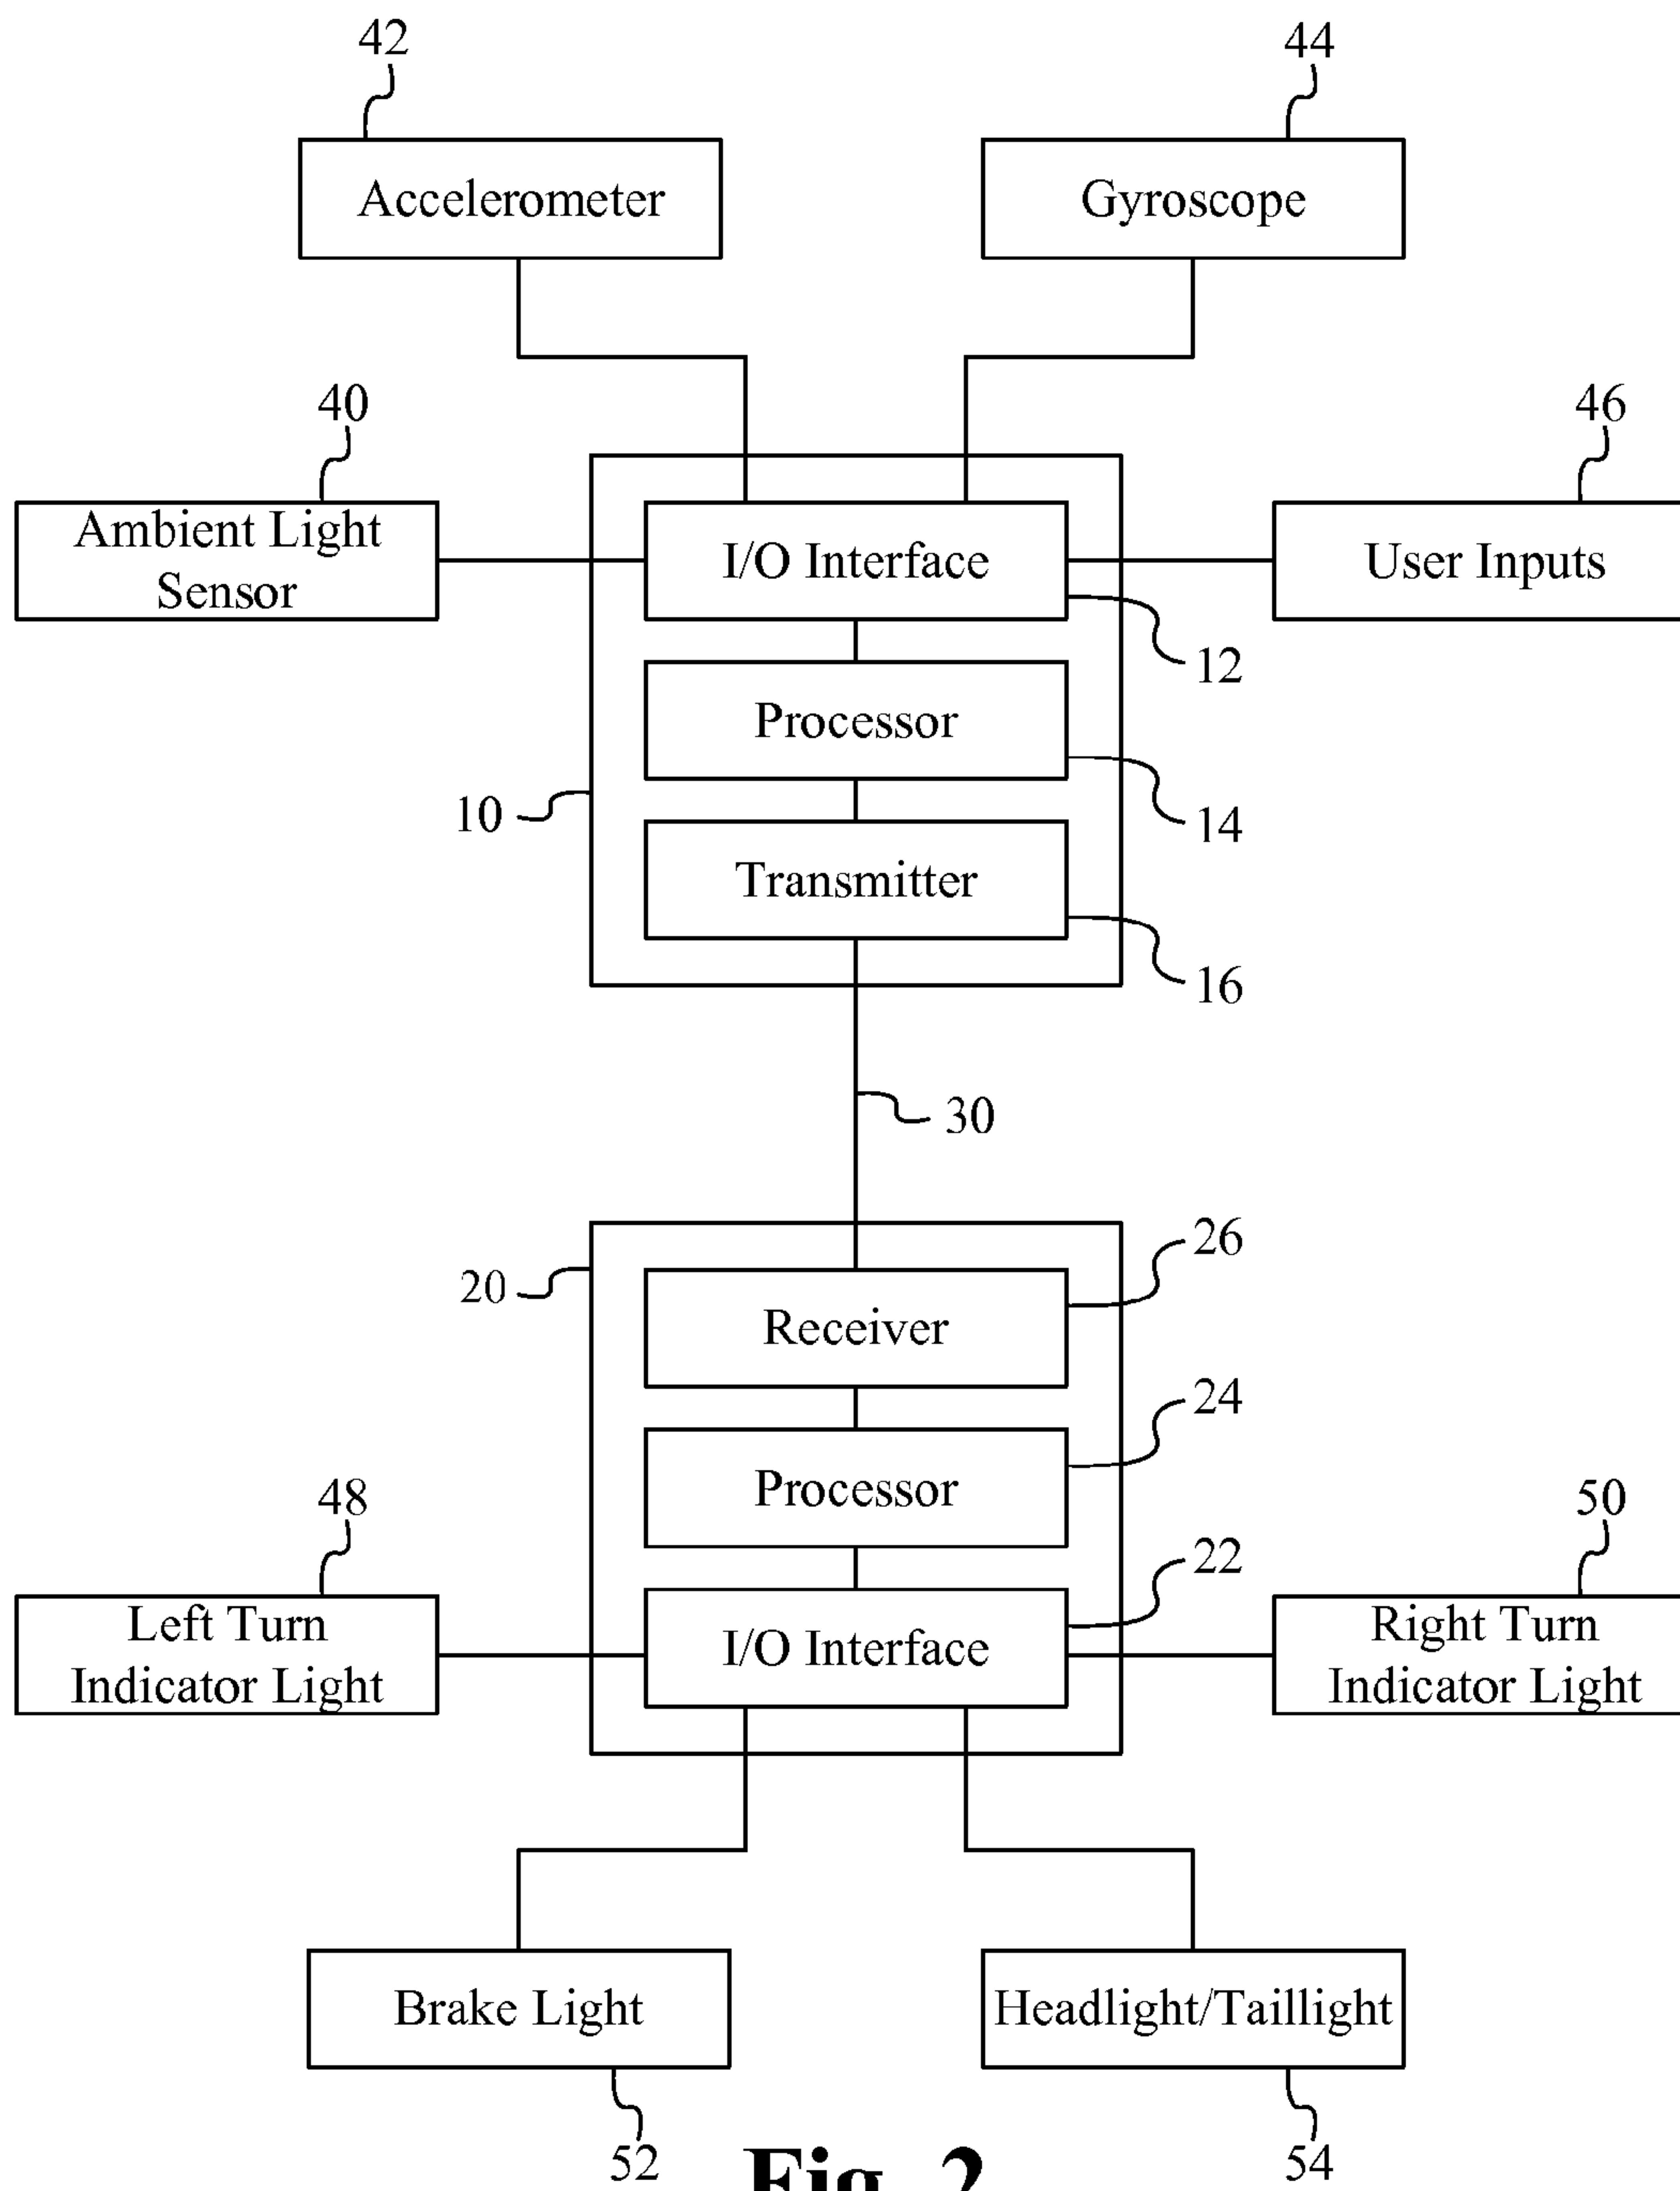 42
44
Accelerometer
Gyroscope
40
46
Ambient Light
Sensor
I/O Interface
User Inputs
12
Processor
10
14
Transmitter
16
30
26
20
Receiver
24
Processor
48
50
22
Left Turn
Indicator Light
I/O Interface
Right Turn
Indicator Light
Brake Light
Headlight/Taillight
52
54
Fig. 2